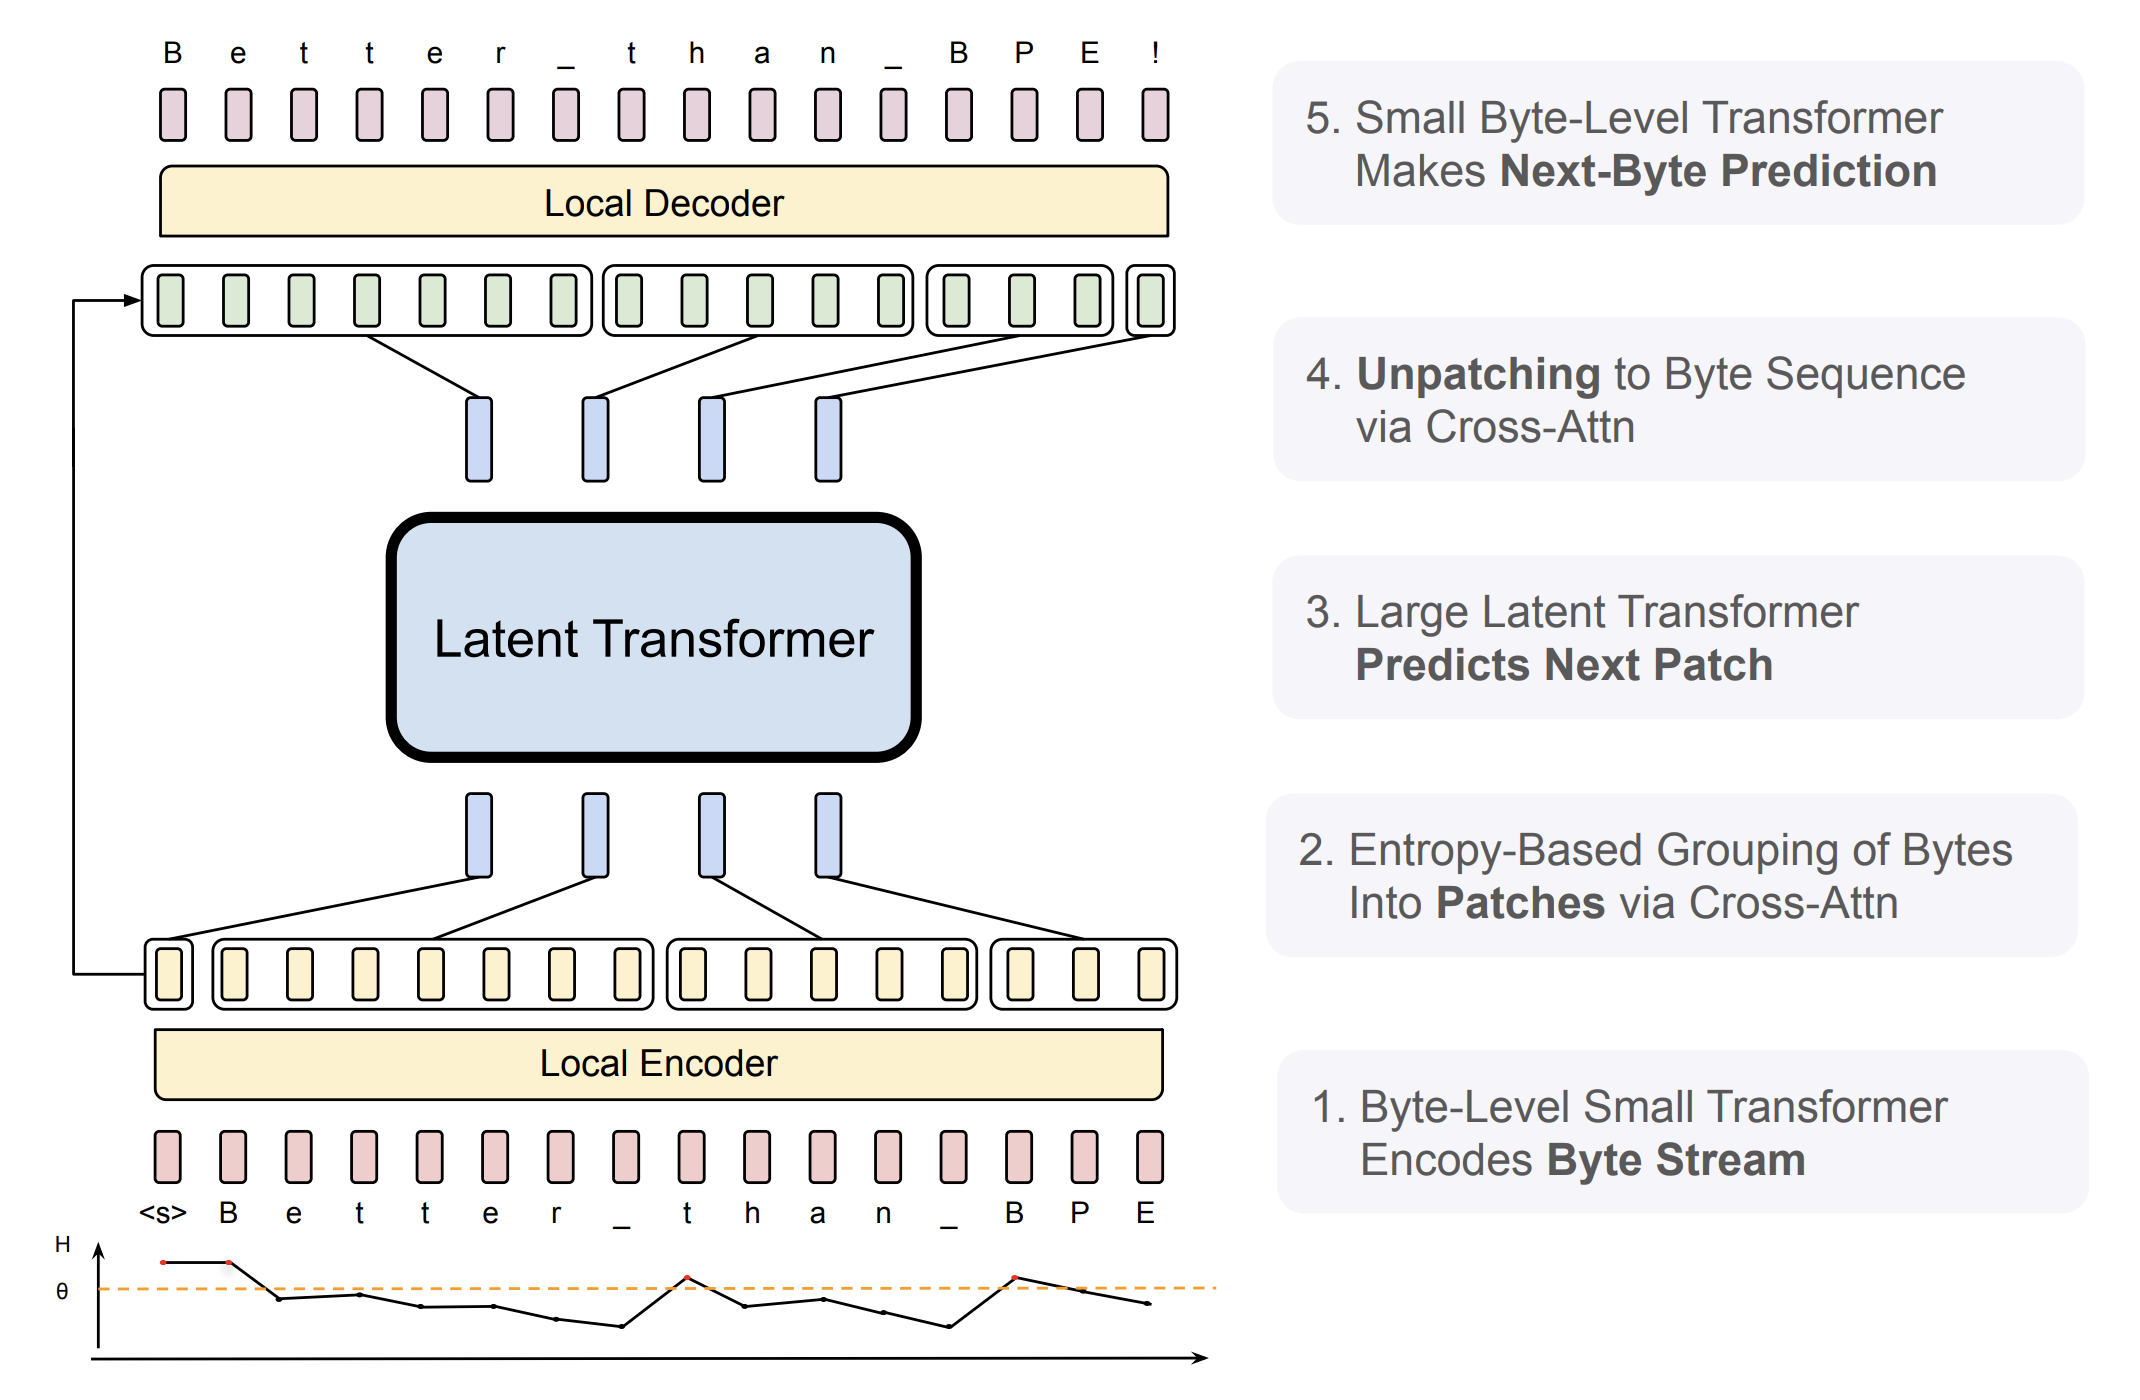 B e t t e r _ t h a n _ B P E !
Local Decoder
Latent Transformer
Local Encoder
<s> B e t t e r _ t h a n _ B P E
H
θ
5. Small Byte-Level Transformer
Makes Next-Byte Prediction
4. Unpatching to Byte Sequence
via Cross-Attn
3. Large Latent Transformer
Predicts Next Patch
2. Entropy-Based Grouping of Bytes
Into Patches via Cross-Attn
1. Byte-Level Small Transformer
Encodes Byte Stream